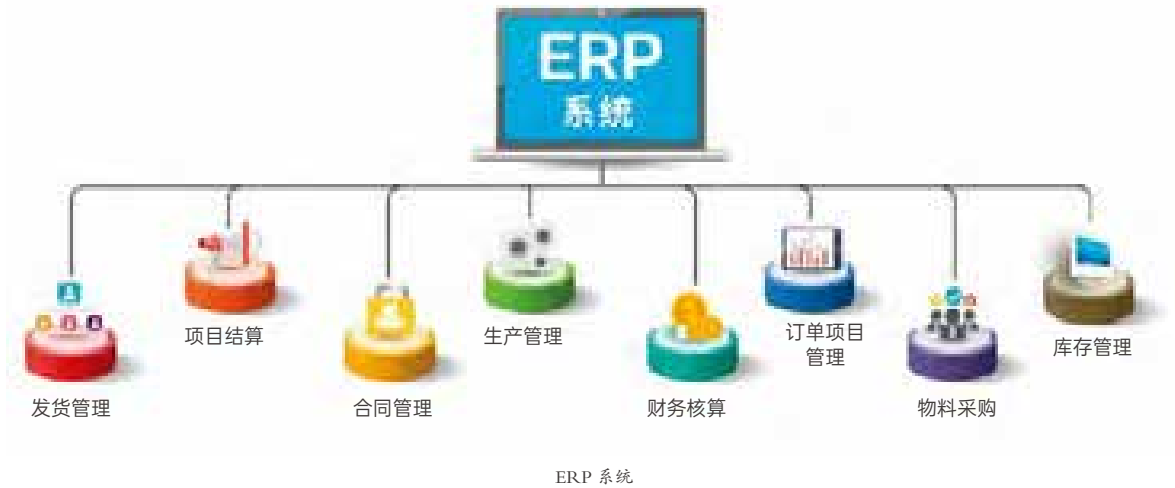 ERP
系统
项目结算
生产管理
订单项目
管理
库存管理
发货管理
合同管理
财务核算
物料采购
ERP 系统